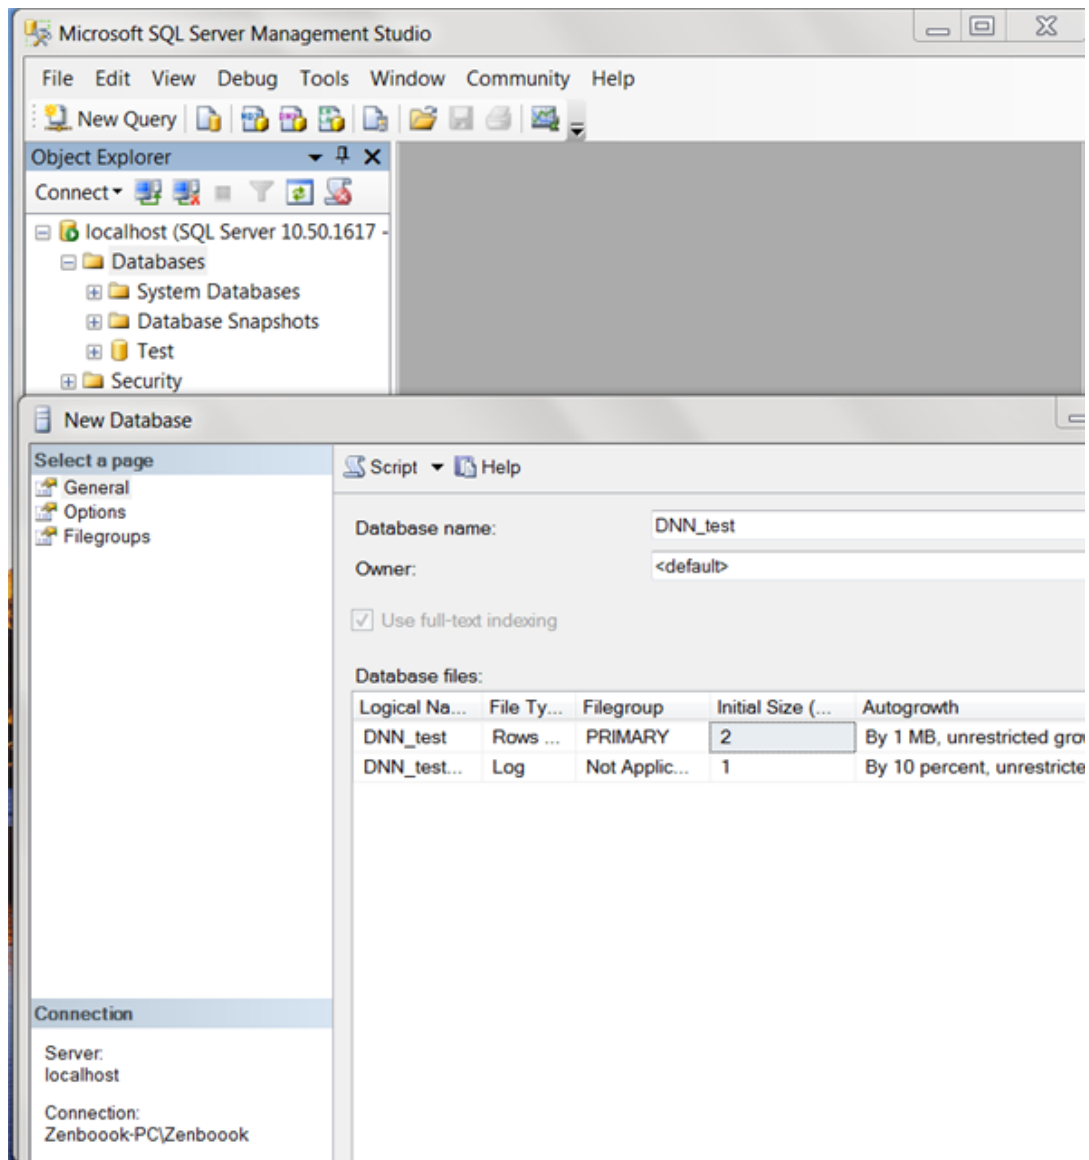 Microsoft SQL Server Management Studio
File Edit View Debug Tools Window Community Help
New Query
Object Explorer
Connect
localhost (SQL Server 10.50.1617 -
Databases
System Databases
Database Snapshots
Test
Security
New Database
Select a page
General
Options
Filegroups
Script Help
Database name: DNN_test
Owner: <default>
Use full-text indexing
Database files:
Logical Na... File Ty... Filegroup Initial Size (... Autogrowth
DNN_test Rows ... PRIMARY 2 By 1 MB, unrestricted grow
DNN_test... Log Not Applic... 1 By 10 percent, unrestricte
Connection
Server:
localhost
Connection:
Zenboook-PC\Zenboook